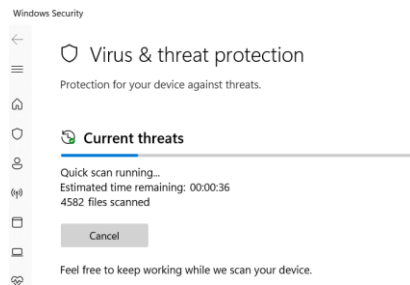 Windows Security
Virus & threat protection
Protection for your device against threats.
Current threats
Quick scan running...
Estimated time remaining: 00:00:36
4582 files scanned
Cancel
Feel free to keep working while we scan your device.